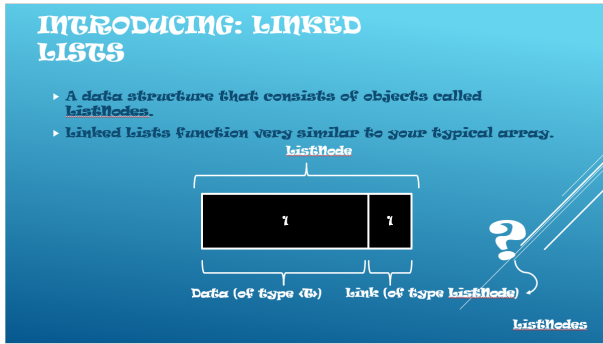 INTRODUCING: LINKED
LISTS
A data structure that consists of objects called
ListNodes.
Linked Lists function very similar to your typical array.
ListNode
?
Data (of type <T>)
Link (of type ListNode)
ListNodes